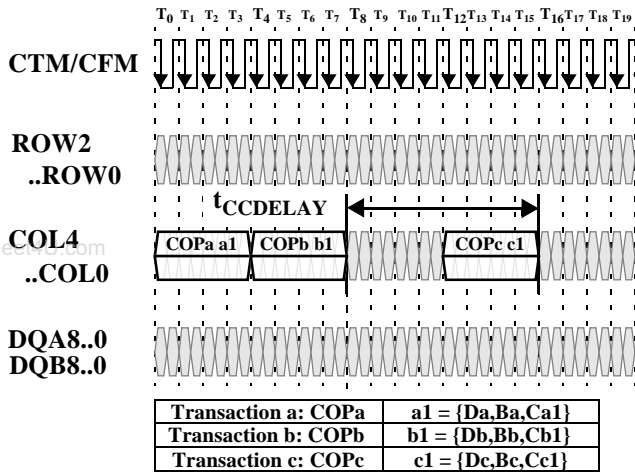 T0 T1 T2 T3 T4 T5 T6 T7 T8 T9 T10 T11 T12 T13 T14 T15 T16 T17 T18 T19
CTM/CFM
ROW2
..ROW0
tCCDELAY
COL4
..COL0
COPa a1 COPb b1 COPc c1
DQA8..0
DQB8..0
Transaction a: COPa a1 = {Da,Ba,Ca1}
Transaction b: COPb b1 = {Db,Bb,Cb1}
Transaction c: COPc c1 = {Dc,Bc,Cc1}